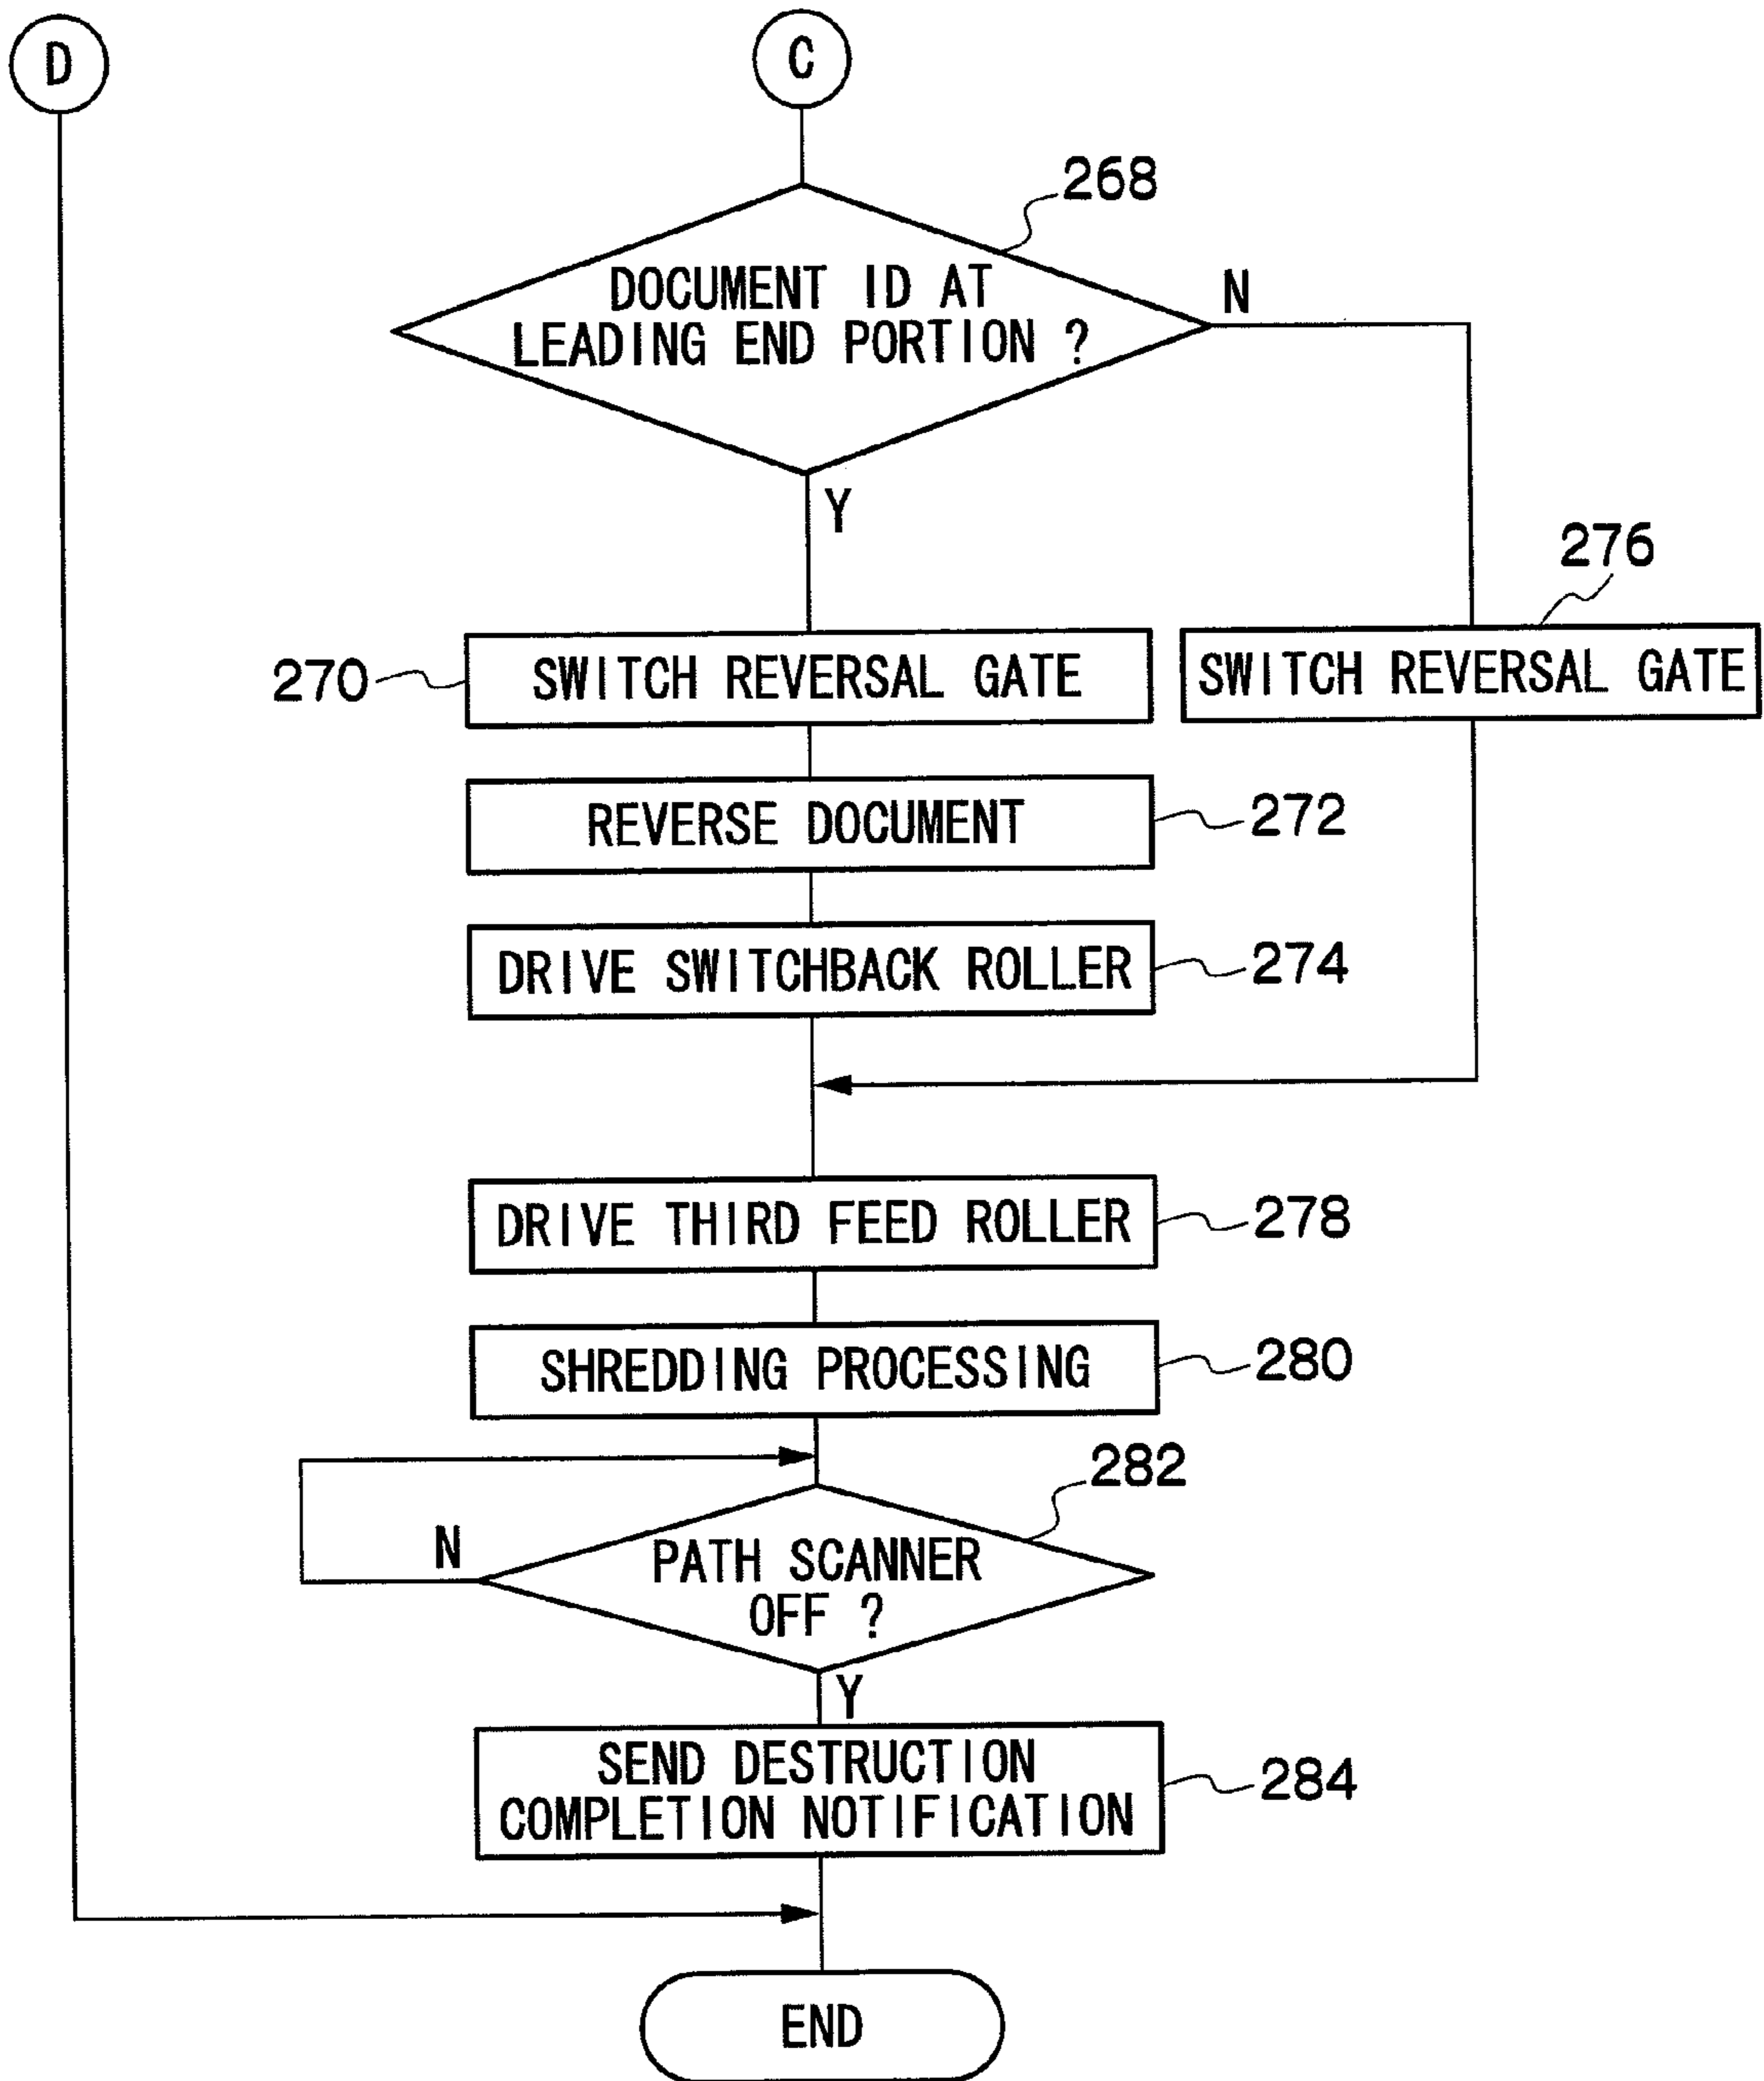 D
C
268
DOCUMENT ID AT
LEADING END PORTION ?
N
Y
276
270
SWITCH REVERSAL GATE
SWITCH REVERSAL GATE
REVERSE DOCUMENT
272
DRIVE SWITCHBACK ROLLER
274
DRIVE THIRD FEED ROLLER
278
SHREDDING PROCESSING
280
282
N
PATH SCANNER
OFF ?
Y
SEND DESTRUCTION
COMPLETION NOTIFICATION
284
END